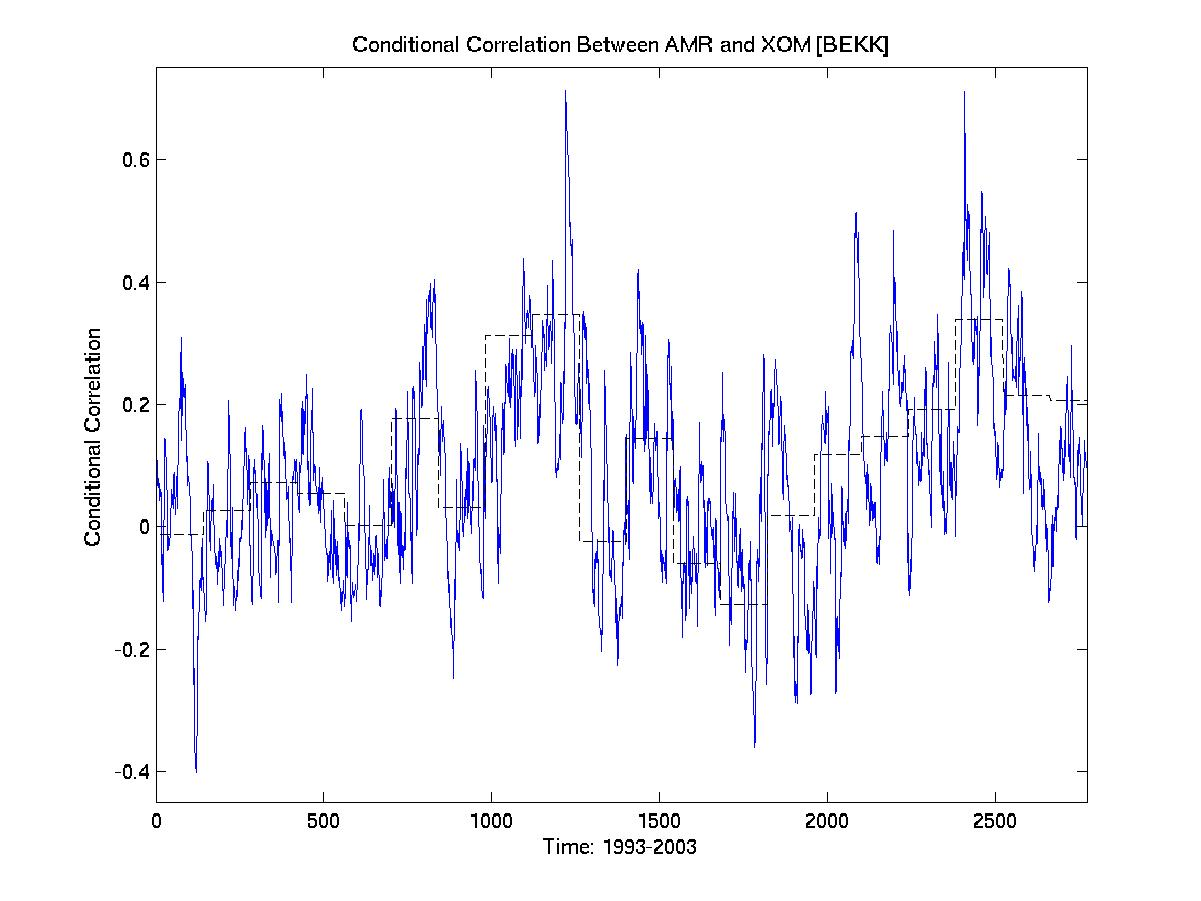 Conditional Correlation Between AMR and XOM [BEKK]
Conditional Correlation
0.6
0.4
0.2
0
-0.2
-0.4
0 500 1000 1500 2000 2500
Time: 1993-2003